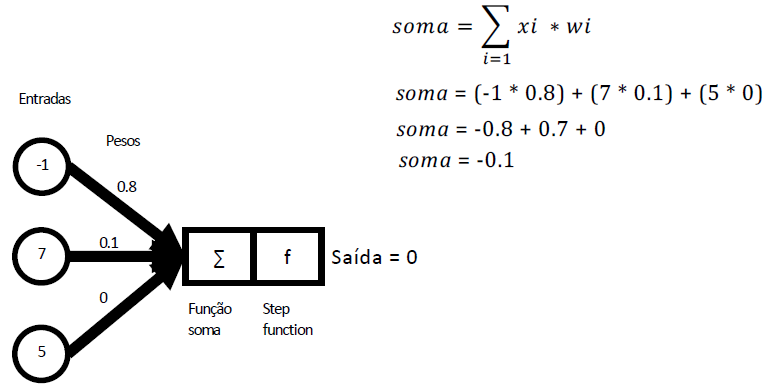 soma = ∑ xi * wi
i=1
soma = (-1 * 0.8) + (7 * 0.1) + (5 * 0)
soma = -0.8 + 0.7 + 0
soma = -0.1
Entradas
Pesos
-1
0.8
7
0.1
∑
f
Saída = 0
0
Função
soma
Step
function
5